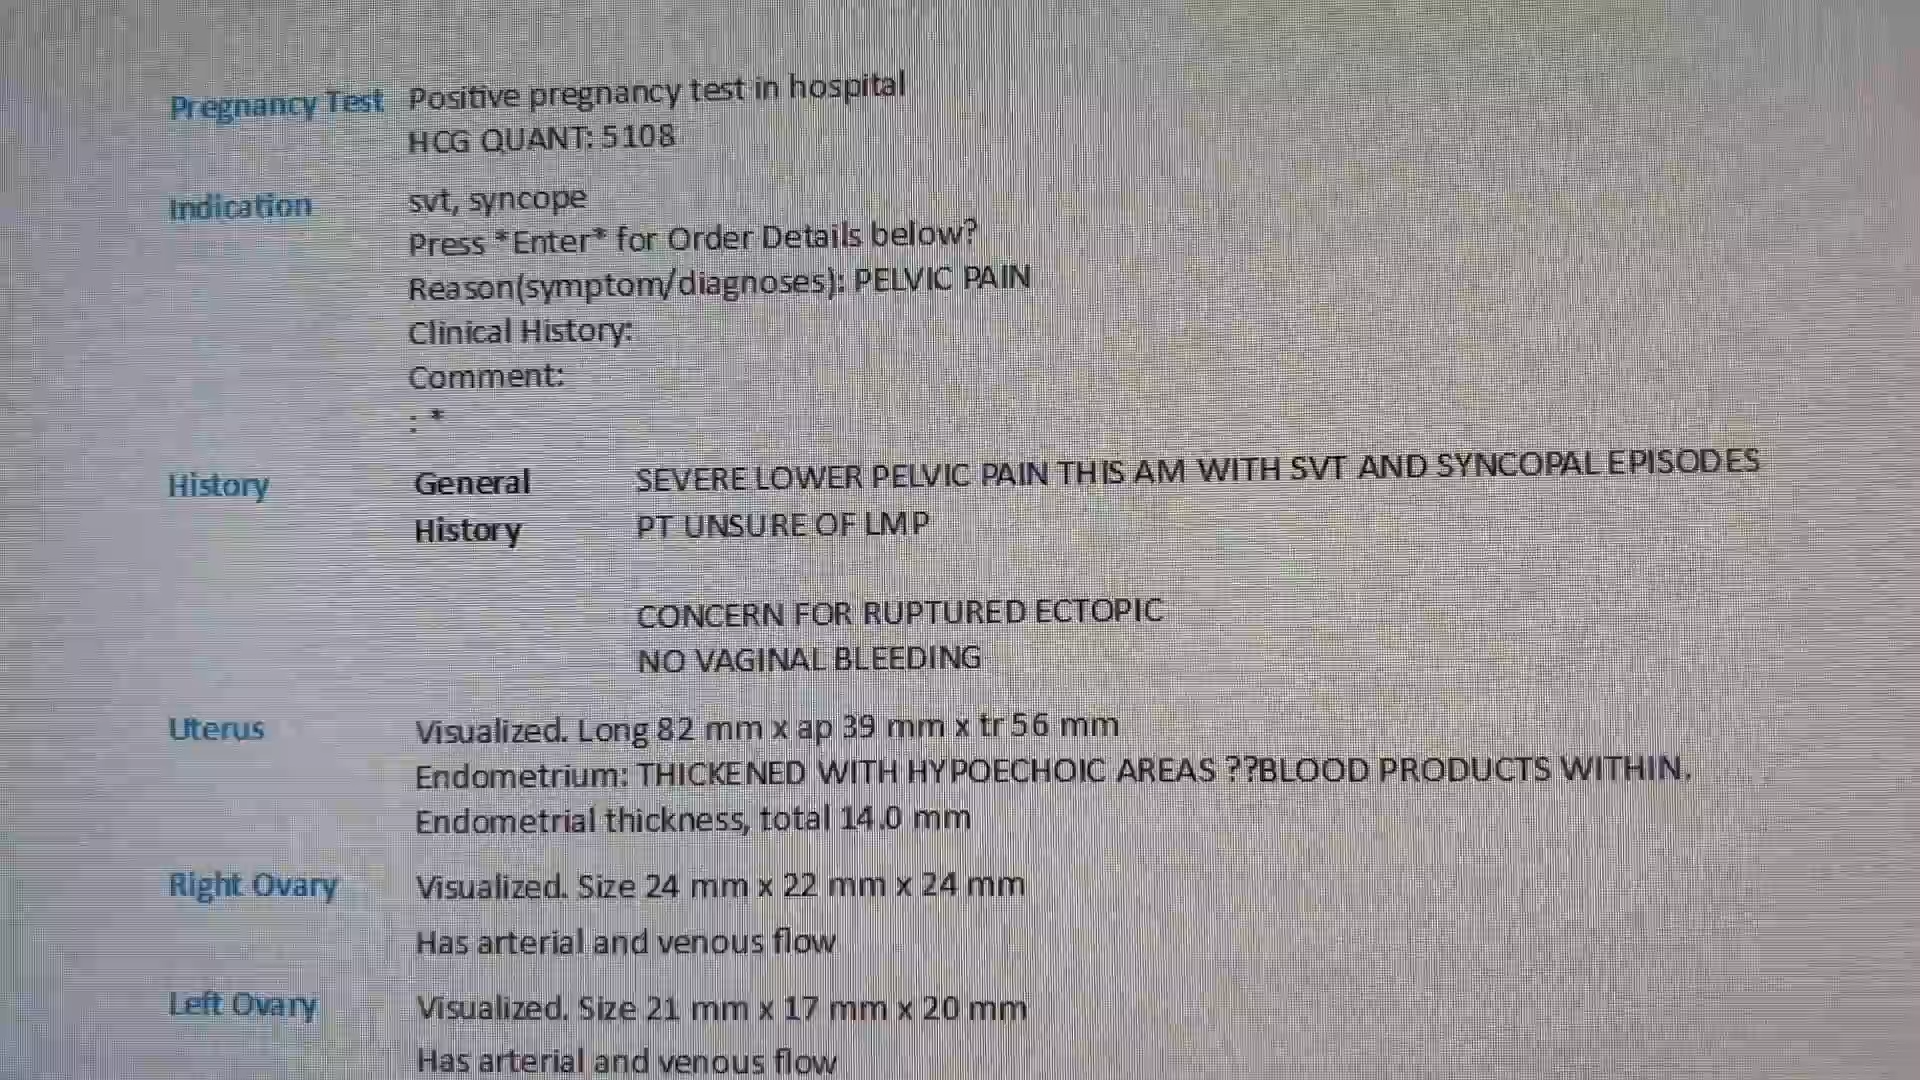 Pregnancy Test Positive pregnancy test in hospital
HCG QUANT: 5108
Indication svt, syncope
Press *Enter* for Order Details below?
Reason(symptom/diagnoses): PELVIC PAIN
Clinical History:
Comment:
: *
History General SEVERE LOWER PELVIC PAIN THIS AM WITH SVT AND SYNCOPAL EPISODES
History PT UNSURE OF LMP
CONCERN FOR RUPTURED ECTOPIC
NO VAGINAL BLEEDING
Uterus Visualized. Long 82 mm x ap 39 mm x tr 56 mm
Endometrium: THICKENED WITH HYPOECHOIC AREAS ??BLOOD PRODUCTS WITHIN.
Endometrial thickness, total 14.0 mm
Right Ovary Visualized. Size 24 mm x 22 mm x 24 mm
Has arterial and venous flow
Left Ovary Visualized. Size 21 mm x 17 mm x 20 mm
Has arterial and venous flow